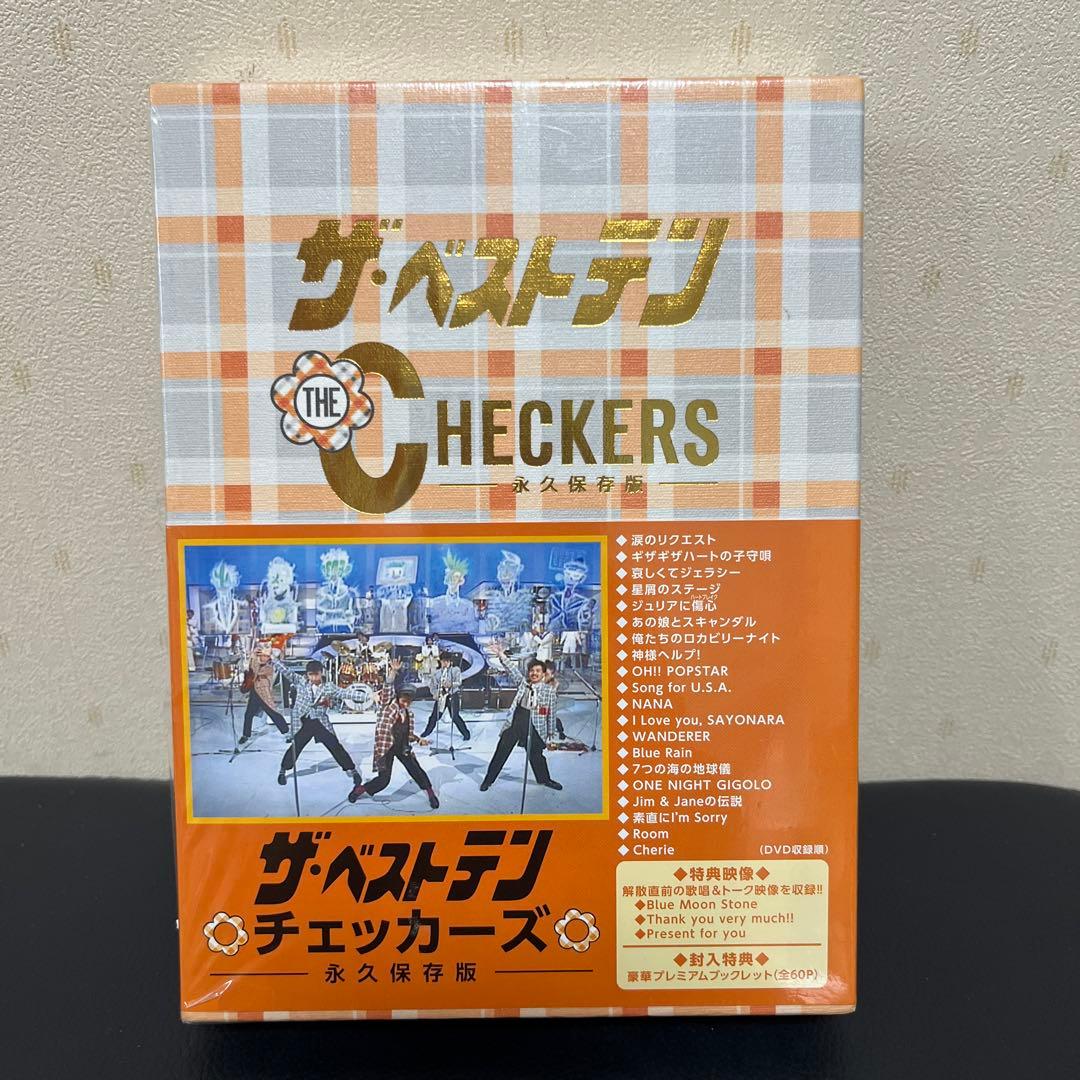 ザ・ベストテン
THE
CHECKERS
永久保存版
◆涙のリクエスト
◆ギザギザハートの子守唄
◆哀しくてジェラシー
◆星屑のステージ
ハートブレイク
◆ジュリアに傷心
◆あの娘とスキャンダル
◆俺たちのロカビリーナイト
◆神様ヘルプ!
◆OH!! POPSTAR
◆Song for U.S.A.
◆NANA
◆I Love you, SAYONARA
◆WANDERER
◆Blue Rain
◆7つの海の地球儀
◆ONE NIGHT GIGOLO
◆Jim & Janeの伝説
◆素直にI'm Sorry
◆Room
◆Cherie (DVD収録順)
◆特典映像◆
解散直前の歌唱&トーク映像を収録!!
◆Blue Moon Stone
◆Thank you very much!!
◆Present for you
◆封入特典◆
豪華プレミアムブックレット(全60P)
ザ・ベストテン
チェッカーズ
永久保存版